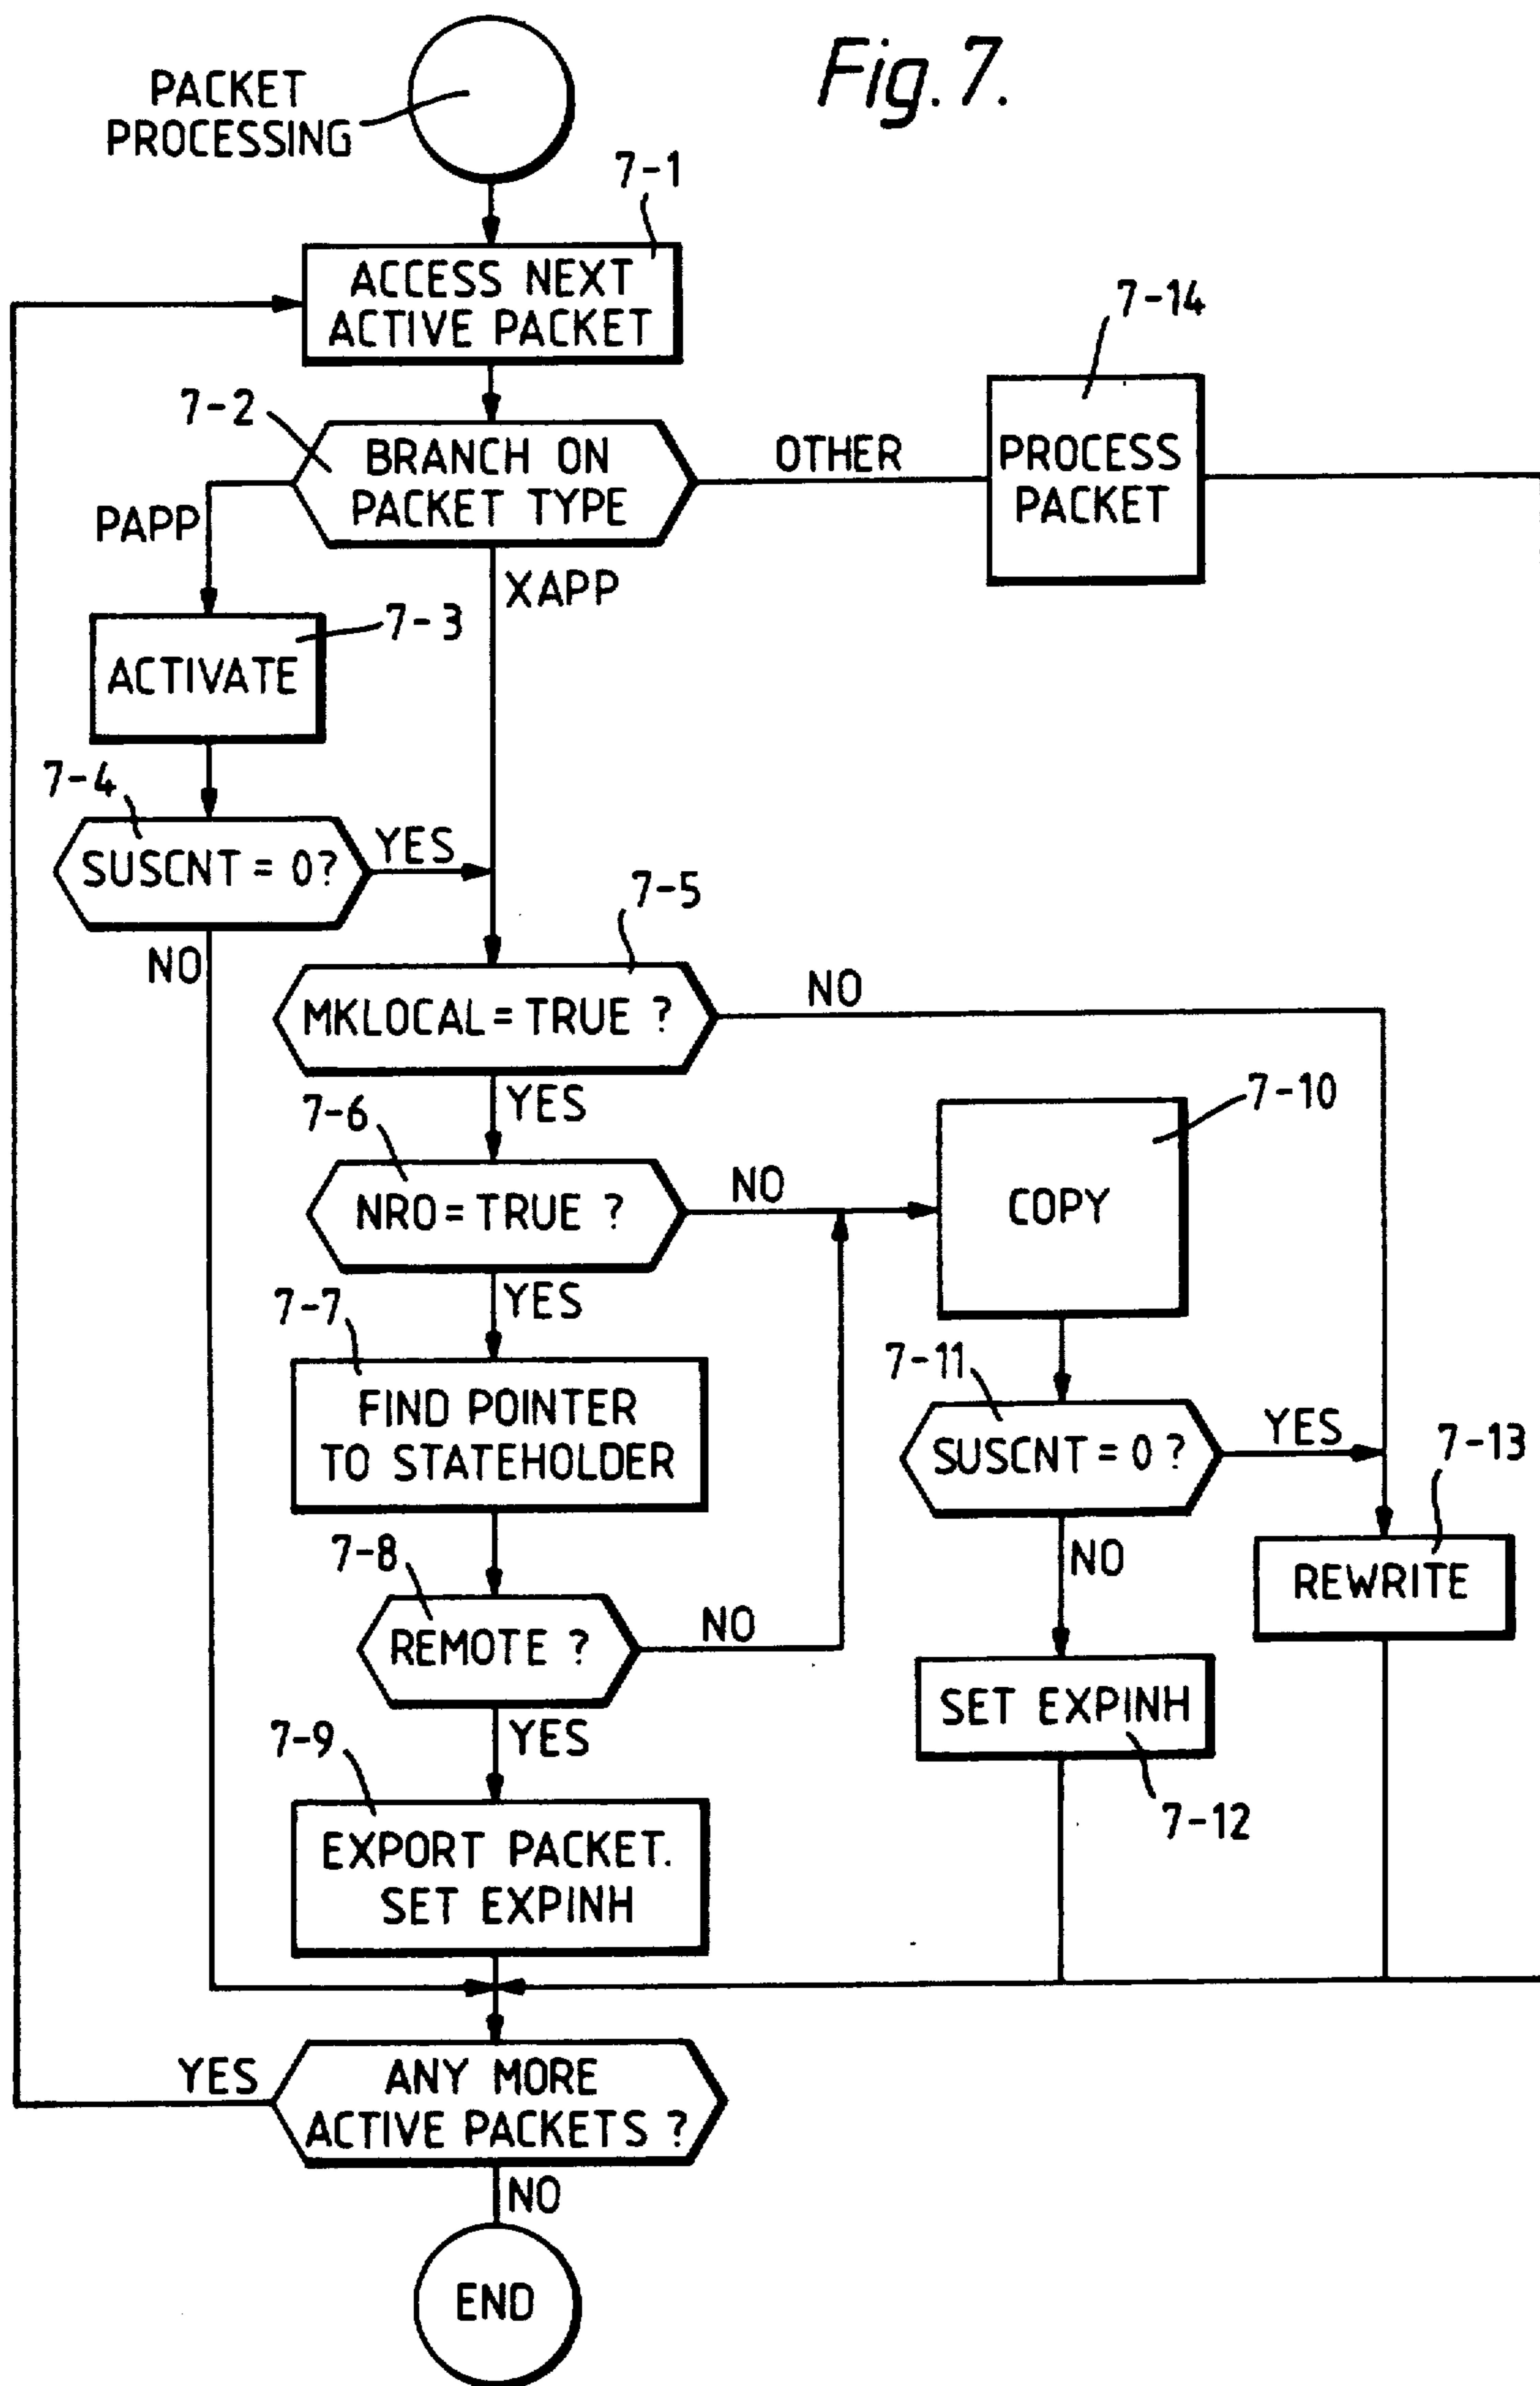 Fig. 7.
PACKET
PROCESSING
7-1
ACCESS NEXT
ACTIVE PACKET
7-14
7-2
BRANCH ON
PACKET TYPE
OTHER
PROCESS
PACKET
PAPP
XAPP
7-3
ACTIVATE
7-4
SUSCNT = 0?
YES
NO
7-5
MKLOCAL = TRUE ?
NO
YES
7-6
NRO = TRUE ?
NO
7-10
COPY
YES
7-7
FIND POINTER
TO STATEHOLDER
7-11
SUSCNT = 0 ?
YES
7-13
REWRITE
NO
7-8
REMOTE ?
NO
SET EXPINH
7-12
YES
7-9
EXPORT PACKET.
SET EXPINH
YES
ANY MORE
ACTIVE PACKETS ?
NO
END